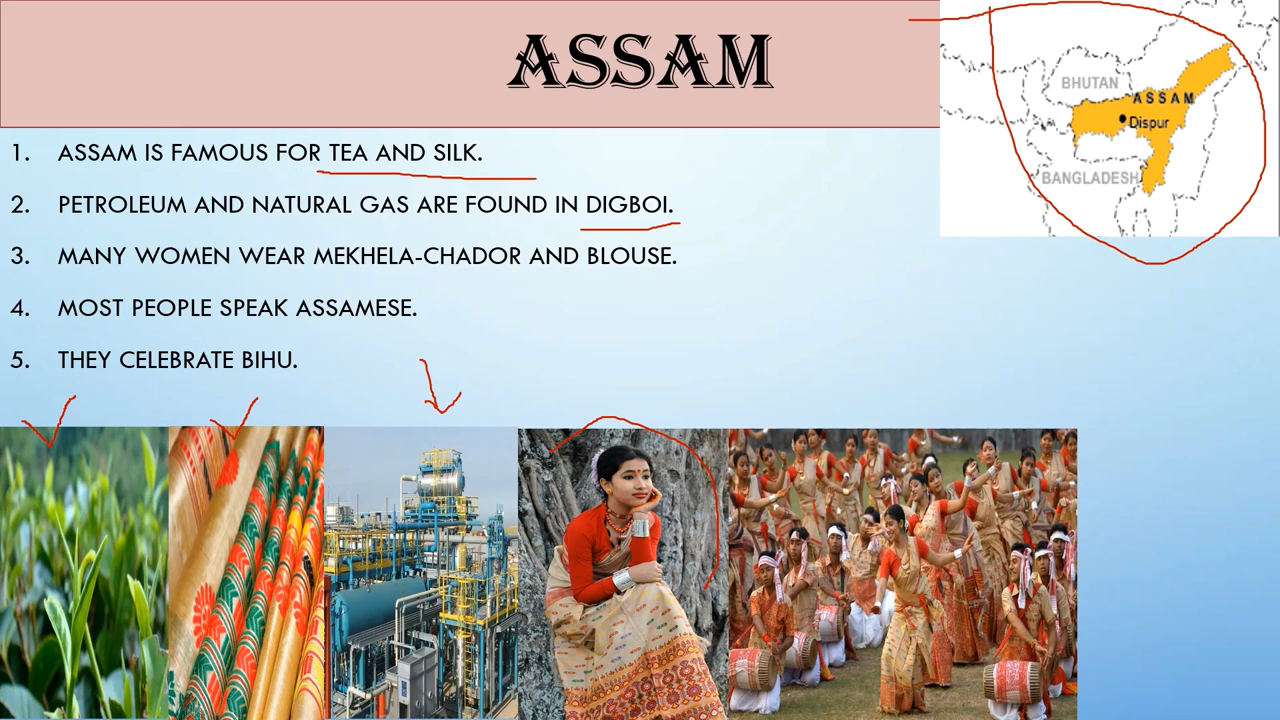 ASSAM
1. ASSAM IS FAMOUS FOR TEA AND SILK.
2. PETROLEUM AND NATURAL GAS ARE FOUND IN DIGBOI.
3. MANY WOMEN WEAR MEKHELA-CHADOR AND BLOUSE.
4. MOST PEOPLE SPEAK ASSAMESE.
5. THEY CELEBRATE BIHU.
BHUTAN
ASSAM
Dispur
BANGLADESH